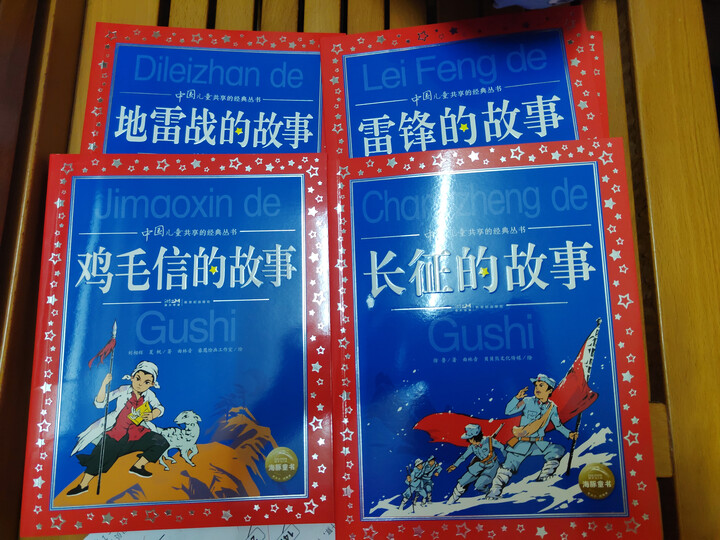 Dileizhan de
中国儿童共享的经典丛书
地雷战的故事
Lei Feng de
中国儿童共享的经典丛书
雷锋的故事
Jimaoxin de
中国儿童共享的经典丛书
鸡毛信的故事
Gushi
海豚童书
Changzheng de
中国儿童共享的经典丛书
长征的故事
Gushi
海豚童书